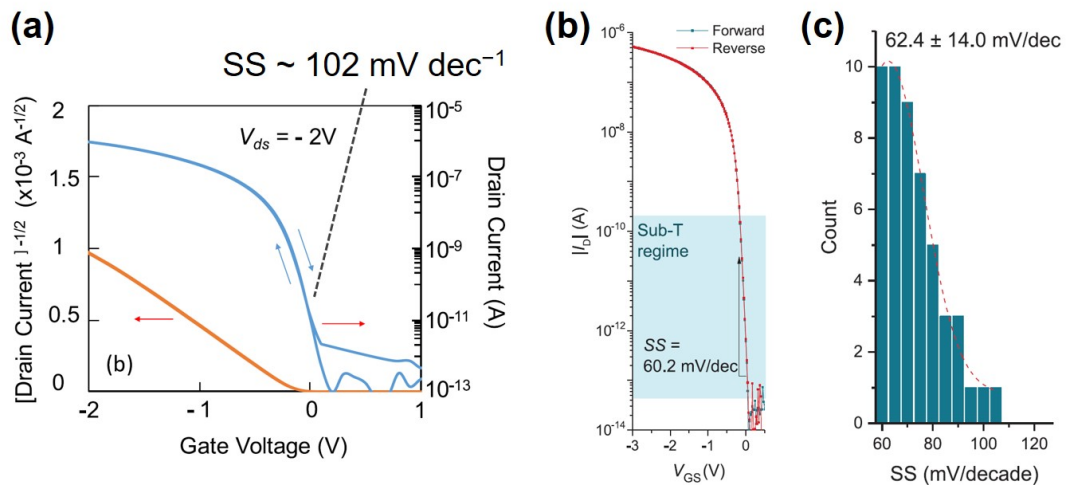 (a)
SS ~ 102 mV dec⁻¹
[Drain Current ]⁻¹/² (x10⁻³ A⁻¹/²)
2
1.5
1
0.5
0
V_ds = - 2V
(b)
10⁻⁵
10⁻⁷
10⁻⁹
10⁻¹¹
10⁻¹³
Drain Current (A)
-2
-1
0
1
Gate Voltage (V)
(b)
Forward
Reverse
|I_D| (A)
10⁻⁶
10⁻⁸
10⁻¹⁰
10⁻¹²
10⁻¹⁴
Sub-T
regime
SS =
60.2 mV/dec
-3
-2
-1
0
V_GS(V)
(c)
62.4 ± 14.0 mV/dec
Count
10
8
6
4
2
0
60
80
100
120
SS (mV/decade)